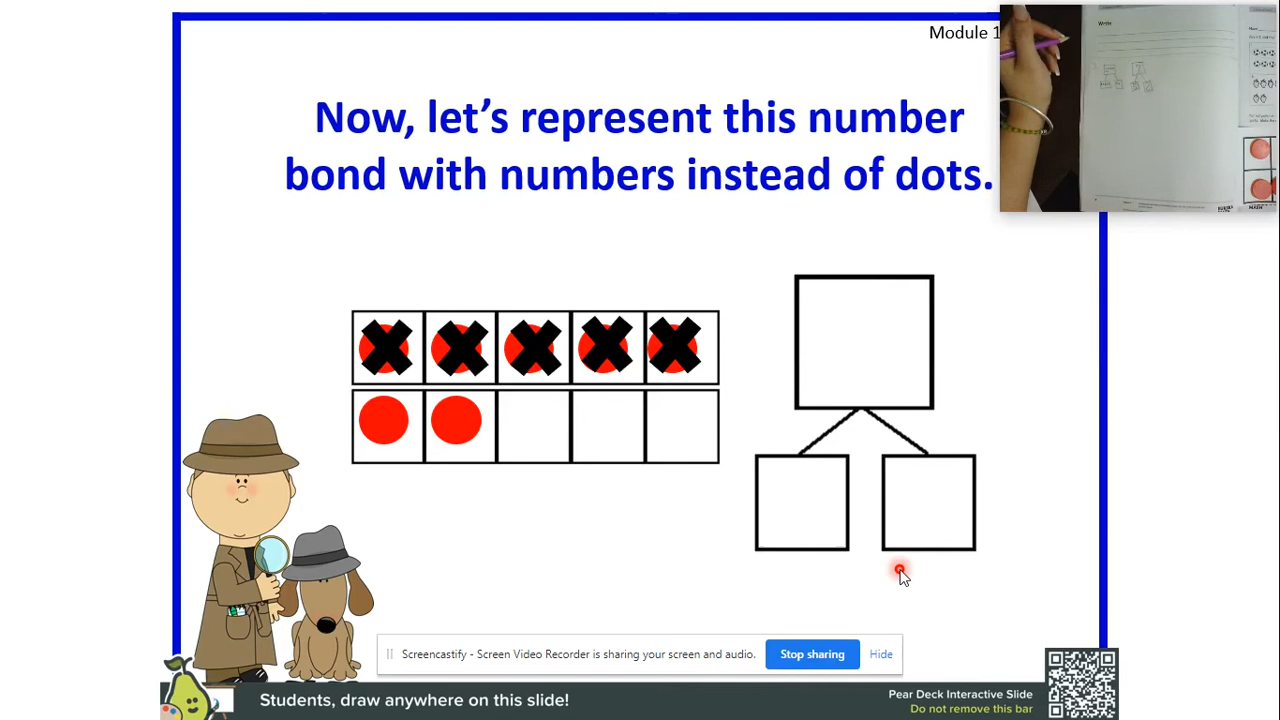 Module 1
Write
Now, let's represent this number
bond with numbers instead of dots.
Screencastify - Screen Video Recorder is sharing your screen and audio.
Stop sharing
Hide
Students, draw anywhere on this slide!
Pear Deck Interactive Slide
Do not remove this bar